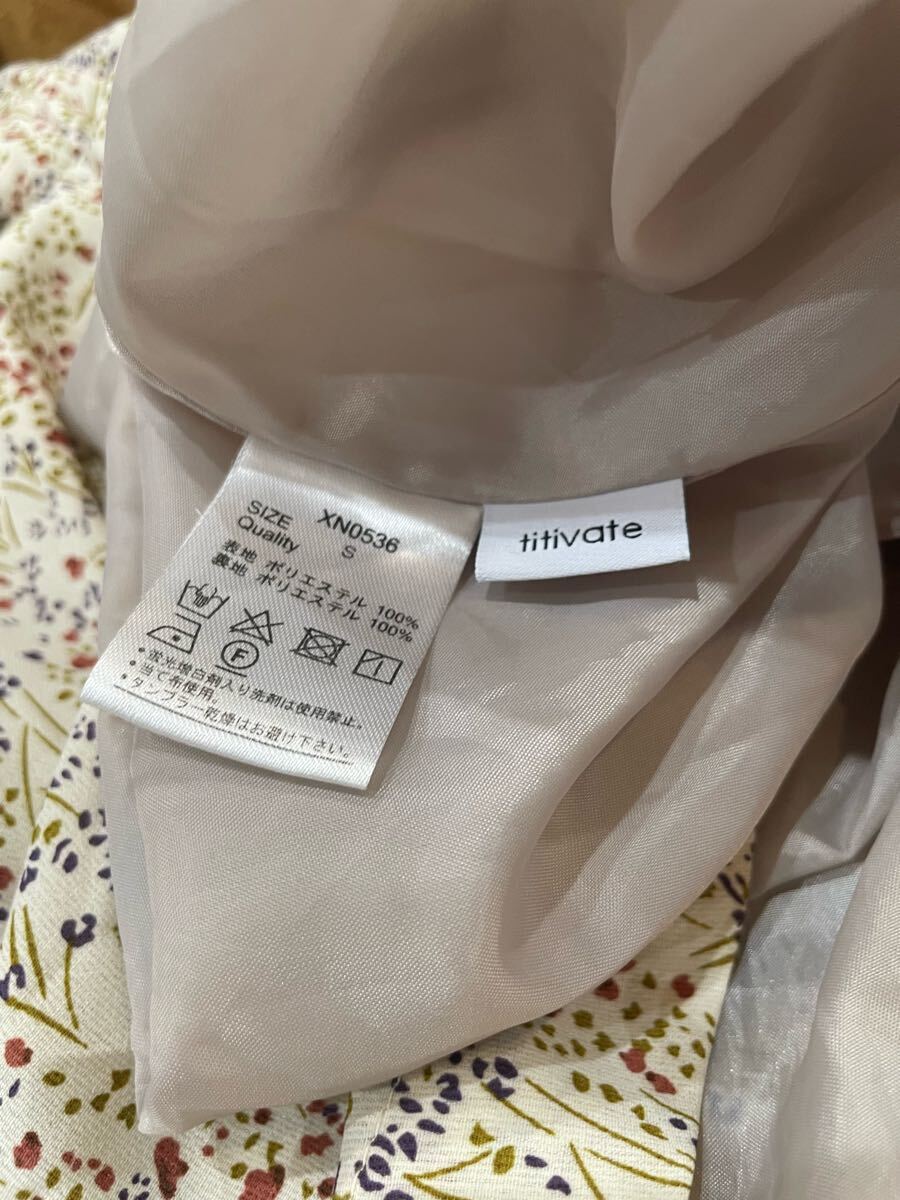 XN0536
SIZE S
Quality
表地 ポリエステル 100%
裏地 ポリエステル 100%
F
・蛍光増白剤入り洗剤は使用禁止。
・当て布使用。
・タンブラー乾燥はお避け下さい。
titivate